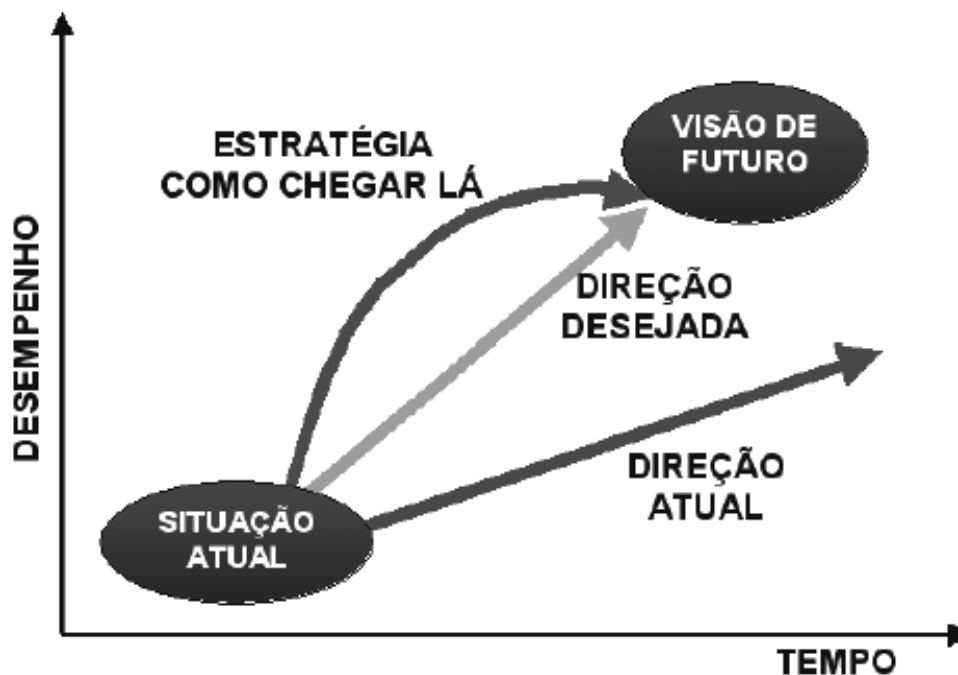 ESTRATÉGIA
COMO CHEGAR LÁ
VISÃO DE
FUTURO
DIREÇÃO
DESEJADA
DESEMPENHO
DIREÇÃO
ATUAL
SITUAÇÃO
ATUAL
TEMPO